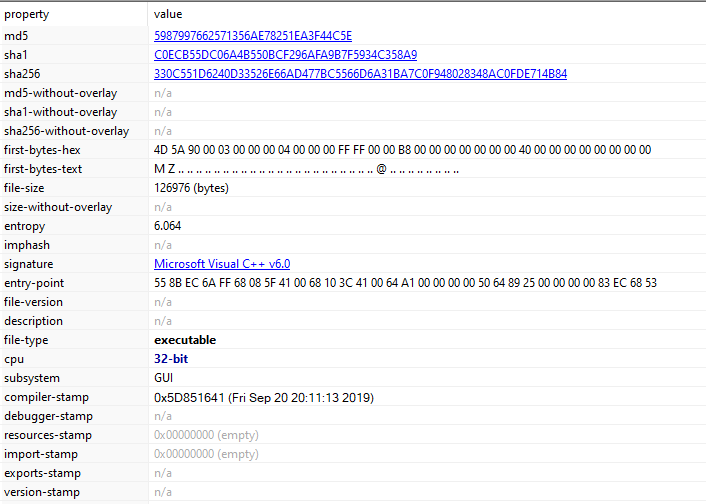 property value
md5 5987997662571356AE78251EA3F44C5E
sha1 C0ECB55DC06A4B550BCF296AFA9B7F5934C358A9
sha256 330C551D6240D33526E66AD477BC5566D6A31BA7C0F948028348AC0FDE714B84
md5-without-overlay n/a
sha1-without-overlay n/a
sha256-without-overlay n/a
first-bytes-hex 4D 5A 90 00 03 00 00 00 04 00 00 00 FF FF 00 00 B8 00 00 00 00 00 00 00 40 00 00 00 00 00 00 00
first-bytes-text M Z .. .. .. .. .. .. .. .. .. .. .. .. .. .. .. .. .. .. .. .. .. .. @ .. .. .. .. .. .. ..
file-size 126976 (bytes)
size-without-overlay n/a
entropy 6.064
imphash n/a
signature Microsoft Visual C++ v6.0
entry-point 55 8B EC 6A FF 68 08 5F 41 00 68 10 3C 41 00 64 A1 00 00 00 00 50 64 89 25 00 00 00 00 83 EC 68 53
file-version n/a
description n/a
file-type executable
cpu 32-bit
subsystem GUI
compiler-stamp 0x5D851641 (Fri Sep 20 20:11:13 2019)
debugger-stamp n/a
resources-stamp 0x00000000 (empty)
import-stamp 0x00000000 (empty)
exports-stamp n/a
version-stamp n/a